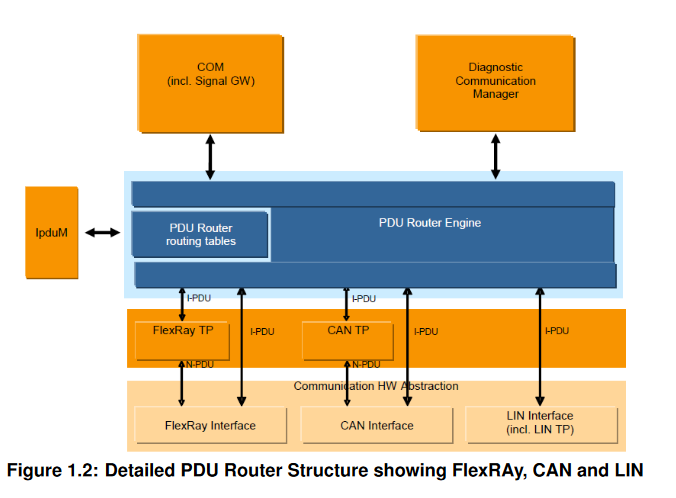 COM
(incl. Signal GW)
Diagnostic
Communication
Manager
IpduM
PDU Router
routing tables
PDU Router Engine
I-PDU
I-PDU
FlexRay TP
I-PDU
CAN TP
I-PDU
I-PDU
N-PDU
N-PDU
Communication HW Abstraction
FlexRay Interface
CAN Interface
LIN Interface
(incl. LIN TP)
Figure 1.2: Detailed PDU Router Structure showing FlexRAy, CAN and LIN